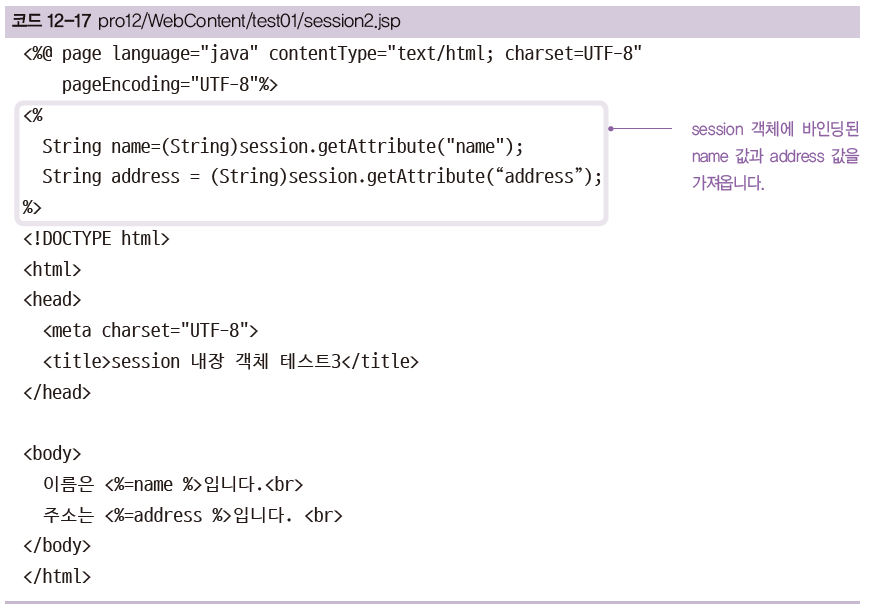 코드 12-17 pro12/WebContent/test01/session2.jsp
<%@ page language="java" contentType="text/html; charset=UTF-8"
    pageEncoding="UTF-8"%>
<%
  String name=(String)session.getAttribute("name");
  String address = (String)session.getAttribute(“address”);
%>
session 객체에 바인딩된
name 값과 address 값을
가져옵니다.
<!DOCTYPE html>
<html>
<head>
  <meta charset="UTF-8">
  <title>session 내장 객체 테스트3</title>
</head>
<body>
  이름은 <%=name %>입니다.<br>
  주소는 <%=address %>입니다. <br>
</body>
</html>